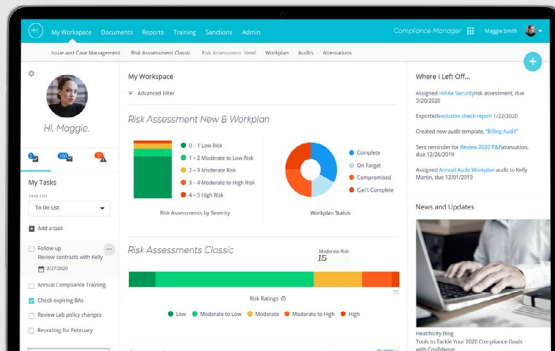 My Workspace Documents Reports Training Sanctions Admin
Compliance Manager Maggie Smith
Issue and Case Management Risk Assessment Classic Risk Assessment New! Workplan Audits Attestations
Hi, Maggie.
My Tasks
TASK LIST
To Do List
Add a task
Follow up
Review contracts with Kelly
3/27/2020
Annual Compliance Training
Check expiring BAs
Review Lab policy changes
Reporting for February
My Workspace
Advanced Filter
Risk Assessment New & Workplan
0 - 1 Low Risk
1 - 2 Moderate to Low Risk
2 - 3 Moderate Risk
3 - 4 Moderate to High Risk
4 - 5 High Risk
Risk Assessments by Severity
Complete
On Target
Compromised
Can't Complete
Workplan Status
Risk Assessments Classic
Moderate Risk
15
75
Risk Ratings
Low Moderate to Low Moderate Moderate to High High
Where I Left Off...
Assigned HIPAA Securityrisk assessment, due
3/20/2020
Exportedexclusion check report 1/22/2020
Created new audit template, "Billing Audit"
Sent reminder for Review 2020 P&Pattestation,
due 12/26/2019
Assigned Annual Audit Workplan audit to Kelly
Martin, due 12/01/2019
News and Updates
Healthicity Blog
Tools to Tackle Your 2020 Compliance Goals
with Confidence